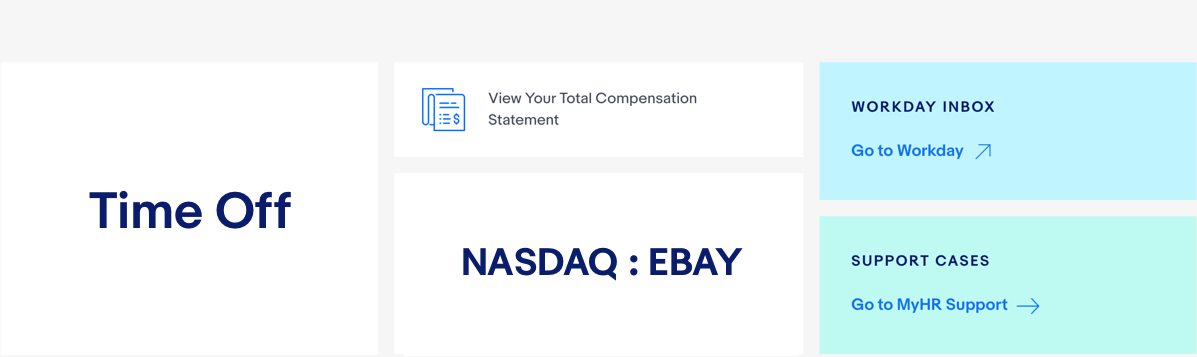 Time Off
View Your Total Compensation
Statement
$
NASDAQ : EBAY
WORKDAY INBOX
Go to Workday
SUPPORT CASES
Go to MyHR Support